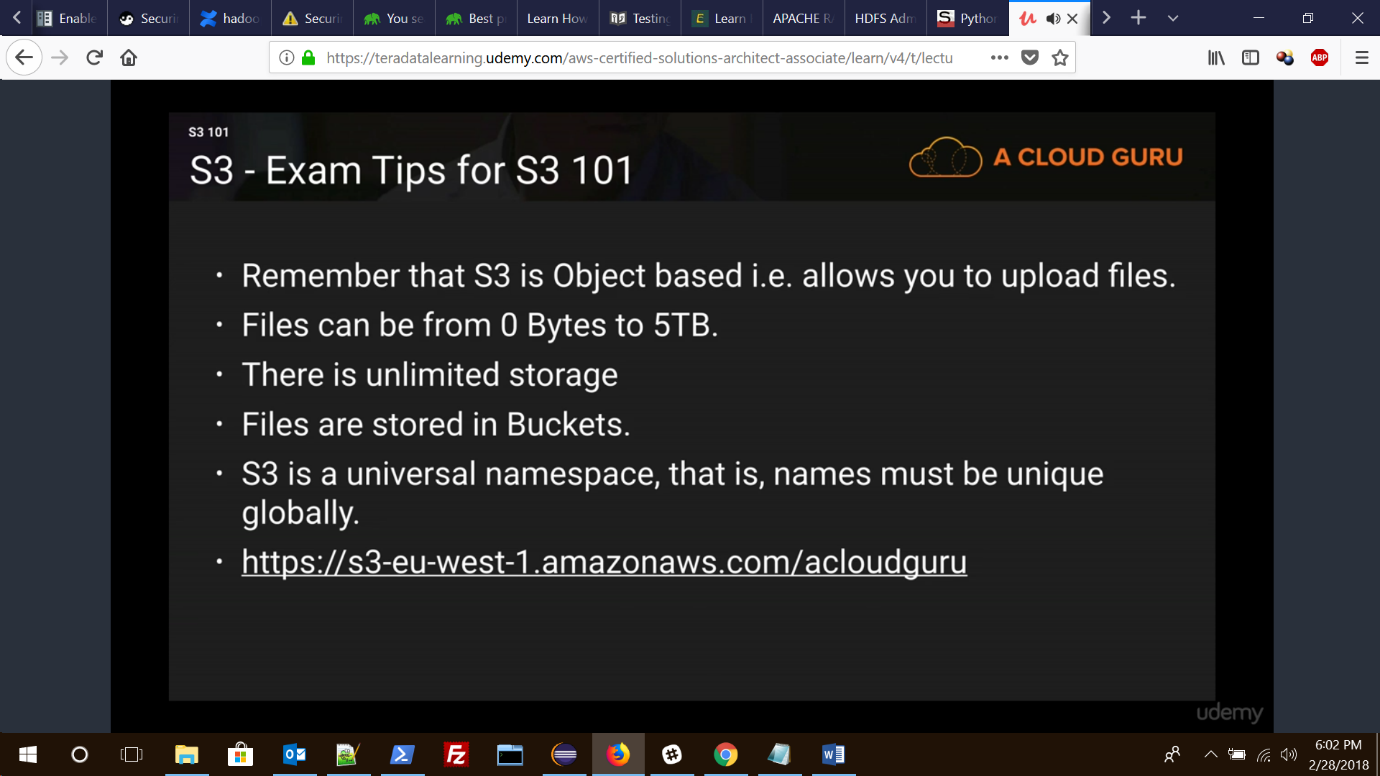 Enable
Securi
hadoo
Securi
You se
Best p
Learn How
Testing
E Learn
APACHE R
HDFS Adm
S Pytho
https://teradatalearning.udemy.com/aws-certified-solutions-architect-associate/learn/v4/t/lectu
ABP
S3 101
S3 - Exam Tips for S3 101
A CLOUD GURU
• Remember that S3 is Object based i.e. allows you to upload files.
• Files can be from 0 Bytes to 5TB.
• There is unlimited storage
• Files are stored in Buckets.
• S3 is a universal namespace, that is, names must be unique
globally.
• https://s3-eu-west-1.amazonaws.com/acloudguru
udemy
6:02 PM
2/28/2018